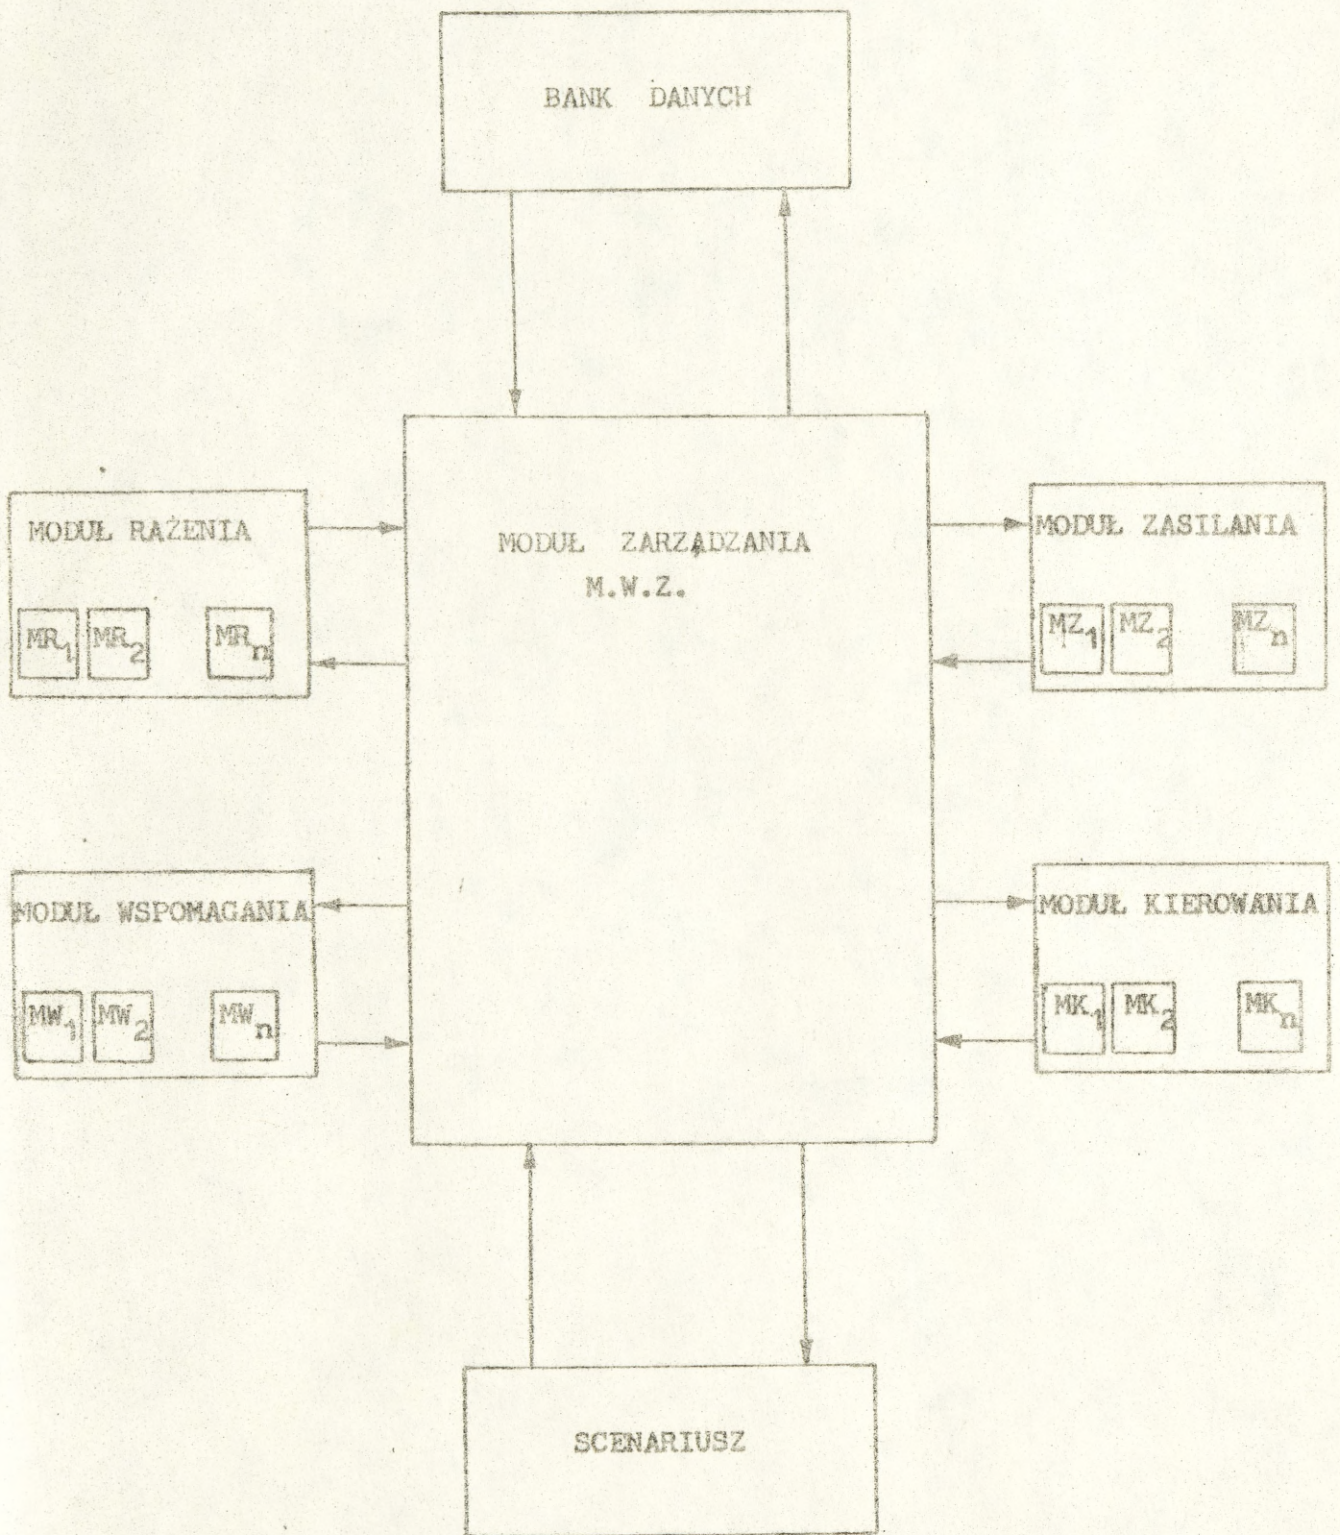 BANK DANYCH
MODUŁ RAŻENIA
MR1 MR2 MRn
MODUŁ ZARZĄDZANIA
M.W.Z.
MODUŁ ZASILANIA
MZ1 MZ2 MZn
MODUŁ WSPOMAGANIA
MW1 MW2 MWn
MODUŁ KIEROWANIA
MK1 MK2 MKn
SCENARIUSZ